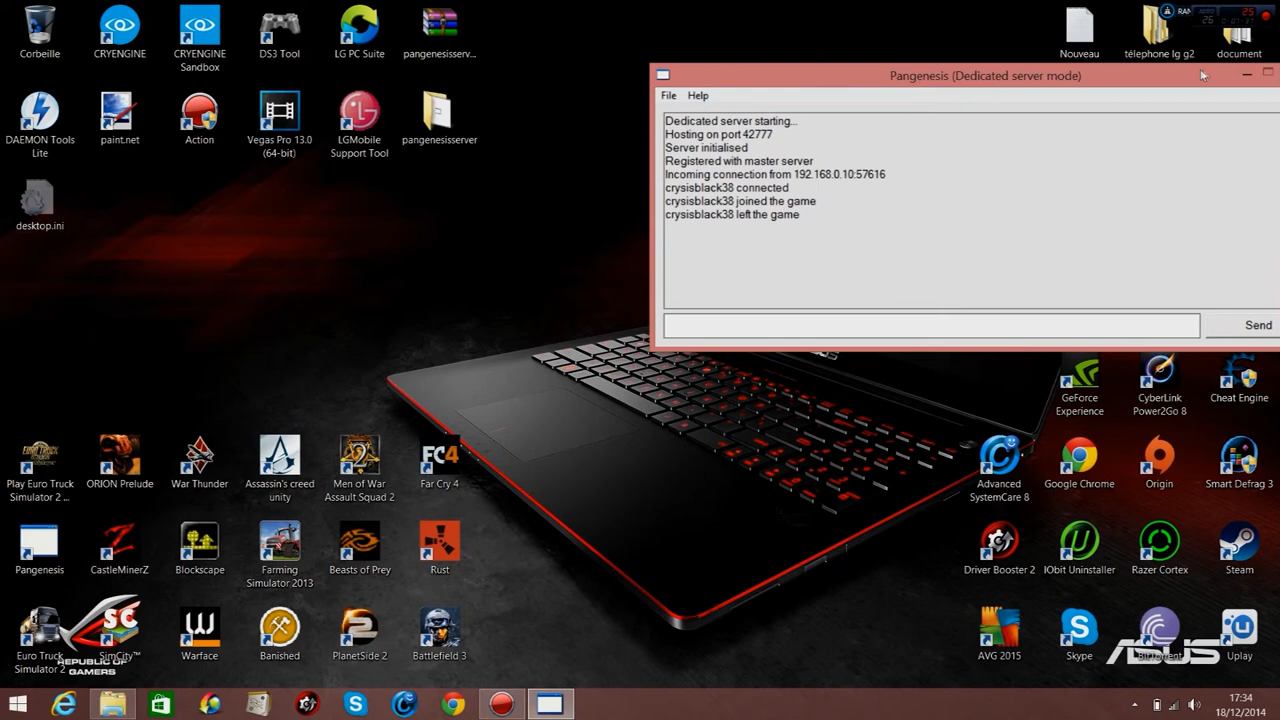 Corbeille
CRYENGINE
CRYENGINE
Sandbox
DS3 Tool
LG PC Suite
pangenesisserv...
Nouveau
télephone lg g2
document
DAEMON Tools
Lite
paint.net
Action
Vegas Pro 13.0
(64-bit)
LGMobile
Support Tool
pangenesisserver
desktop.ini
Pangenesis (Dedicated server mode)
File Help
Dedicated server starting...
Hosting on port 42777
Server initialised
Registered with master server
Incoming connection from 192.168.0.10:57616
crysisblack38 connected
crysisblack38 joined the game
crysisblack38 left the game
Send
GeForce
Experience
CyberLink
Power2Go 8
Cheat Engine
Play Euro Truck
Simulator 2 ...
ORION Prelude
War Thunder
Assassin's creed
unity
Men of War
Assault Squad 2
FC4
Far Cry 4
Advanced
SystemCare 8
Google Chrome
Origin
Smart Defrag 3
Pangenesis
CastleMinerZ
Blockscape
Farming
Simulator 2013
Beasts of Prey
Rust
Driver Booster 2
IObit Uninstaller
Razer Cortex
Steam
Euro Truck
Simulator 2
SC
SimCity™
Warface
Banished
PlanetSide 2
Battlefield 3
AVG 2015
Skype
BitTorrent
Uplay
REPUBLIC OF
GAMERS
ASUS
17:34
18/12/2014